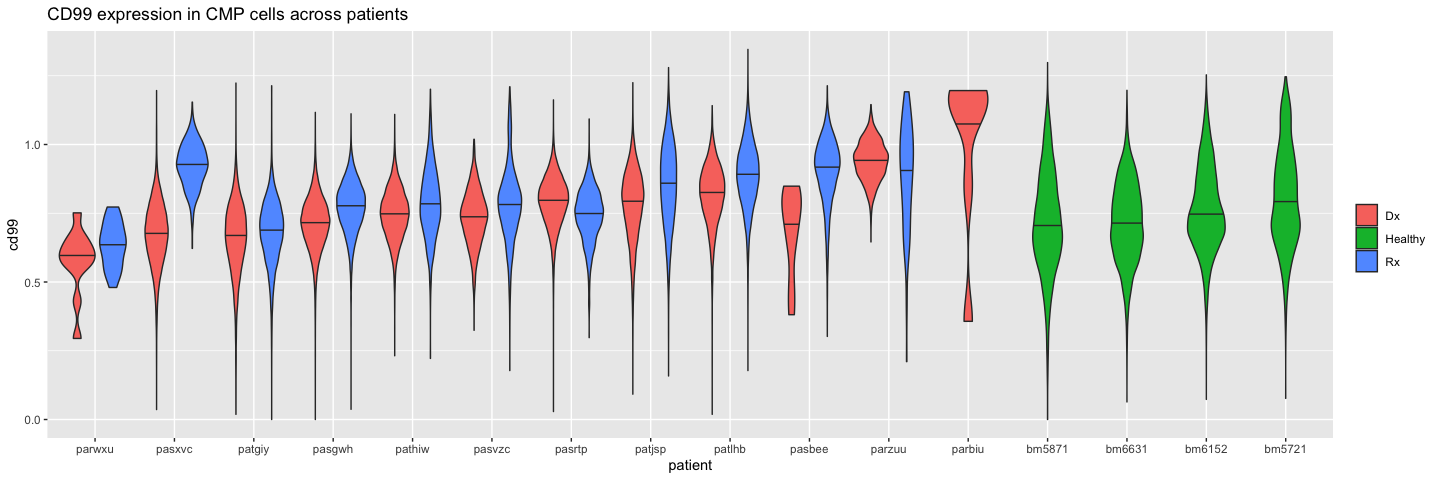 CD99 expression in CMP cells across patients
cd99
1.0
0.5
0.0
parwxu pasxvc patgiy pasgwh pathiw pasvzc pasrtp patjsp patlhb pasbee parzuu parbiu bm5871 bm6631 bm6152 bm5721
patient
Dx
Healthy
Rx